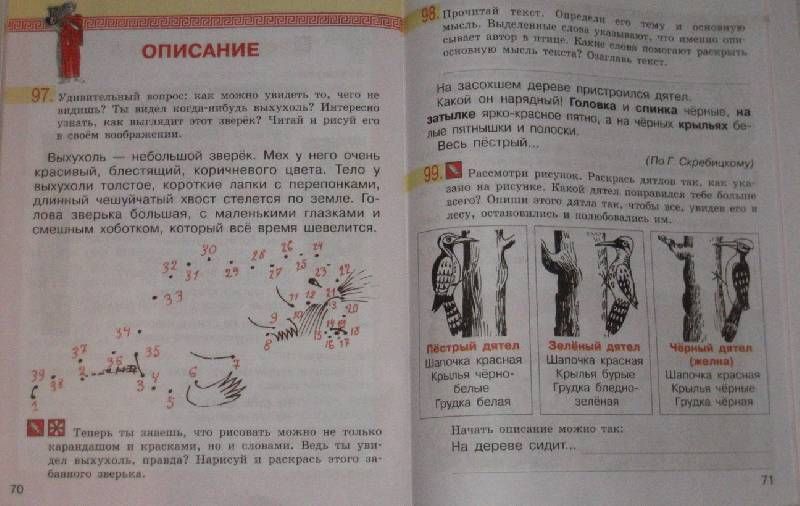 ОПИСАНИЕ
97. Удивительный вопрос: как можно увидеть то, чего не
видишь? Ты видел когда-нибудь выхухоль? Интересно
узнать, как выглядит этот зверёк? Читай и рисуй его
в своём воображении.
Выхухоль — небольшой зверёк. Мех у него очень
красивый, блестящий, коричневого цвета. Тело у
выхухоли толстое, короткие лапки с перепонками,
длинный чешуйчатый хвост стелется по земле. Го-
лова зверька большая, с маленькими глазками и
смешным хоботком, который всё время шевелится.
30 28 26 24
32 31 29 27 25 23 22
33 11 12 21 20
9 10 13
34 8 14 19
15 16 17 18
37 36 35 7
39 38 2 3 4 6
1 5
Теперь ты знаешь, что рисовать можно не только
карандашом и красками, но и словами. Ведь ты уви-
дел выхухоль, правда? Нарисуй и раскрась этого за-
бавного зверька.
70
98. Прочитай текст. Определи его тему и основную
мысль. Выделенные слова указывают, что именно опи-
сывает автор в птице. Какие слова помогают раскрыть
основную мысль текста? Озаглавь текст.
На засохшем дереве пристроился дятел.
Какой он нарядный! Головка и спинка чёрные, на
затылке ярко-красное пятно, а на чёрных крыльях бе-
лые пятнышки и полоски.
Весь пёстрый...
(По Г. Скребицкому)
99. Рассмотри рисунок. Раскрась дятлов так, как ука-
зано на рисунке. Какой дятел понравился тебе больше
всего? Опиши этого дятла так, чтобы все, увидев его в
лесу, остановились и полюбовались им.
Пёстрый дятел
Шапочка красная
Крылья чёрно-
белые
Грудка белая
Зелёный дятел
Шапочка красная
Крылья бурые
Грудка бледно-
зелёная
Чёрный дятел
(желна)
Шапочка красная
Крылья чёрные
Грудка чёрная
Начать описание можно так:
На дереве сидит...
71